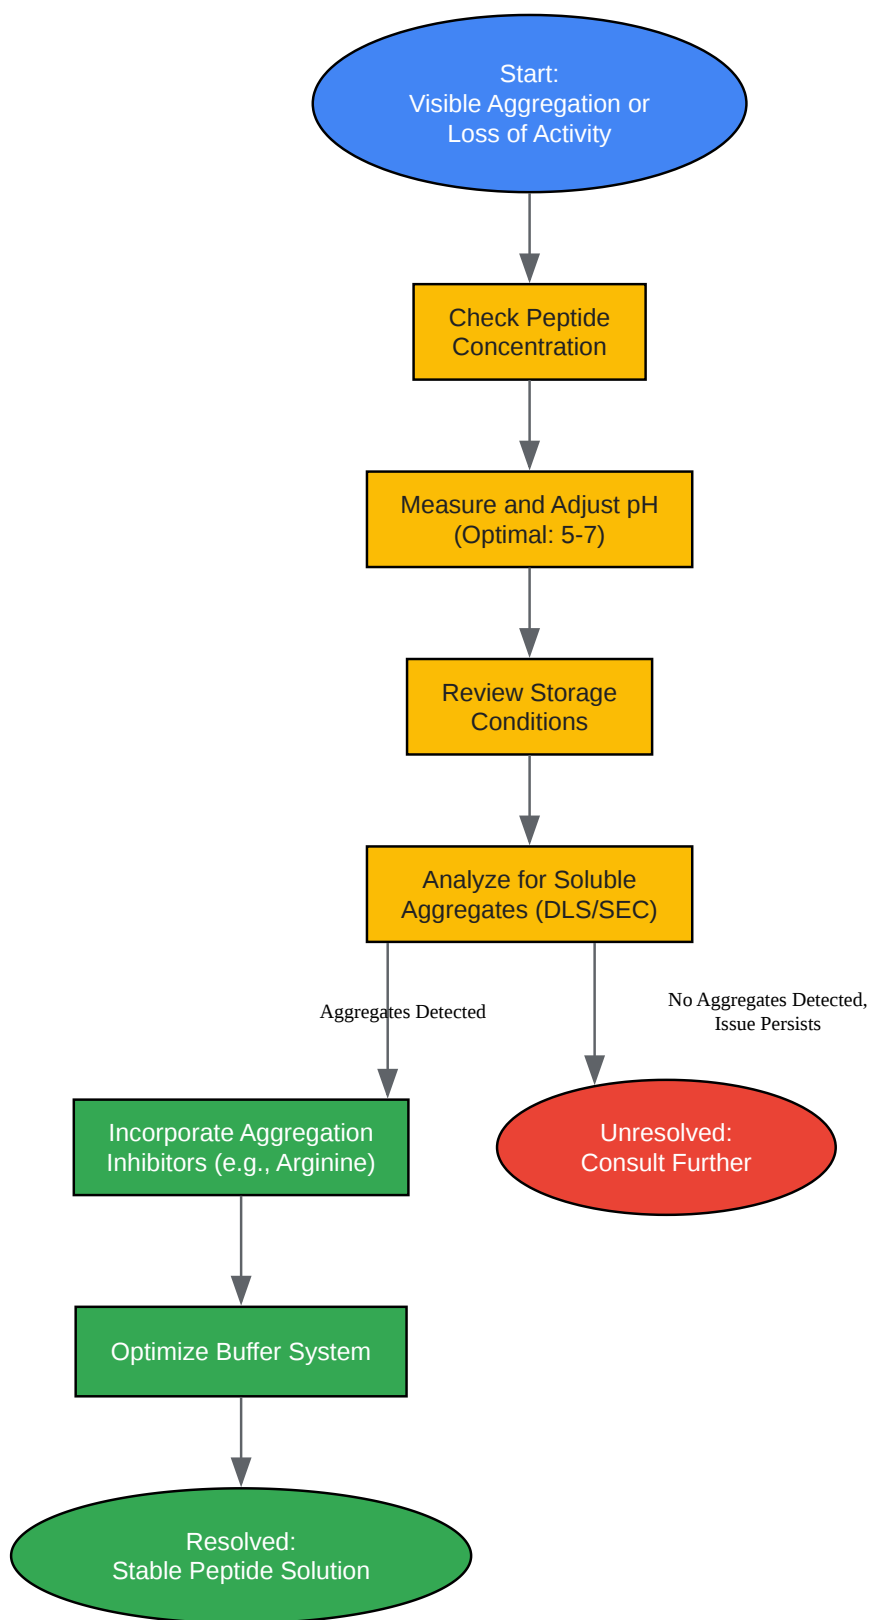 Start:
Visible Aggregation or
Loss of Activity
Check Peptide
Concentration
Measure and Adjust pH
(Optimal: 5-7)
Review Storage
Conditions
Analyze for Soluble
Aggregates (DLS/SEC)
Aggregates Detected
No Aggregates Detected,
Issue Persists
Incorporate Aggregation
Inhibitors (e.g., Arginine)
Unresolved:
Consult Further
Optimize Buffer System
Resolved:
Stable Peptide Solution